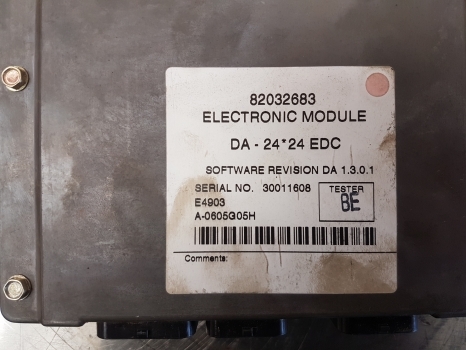 82032683
ELECTRONIC MODULE
DA - 24*24 EDC
SOFTWARE REVISION DA 1.3.0.1
SERIAL NO. 30011608
TESTER
BE
E4903
A-0605G05H
Comments: